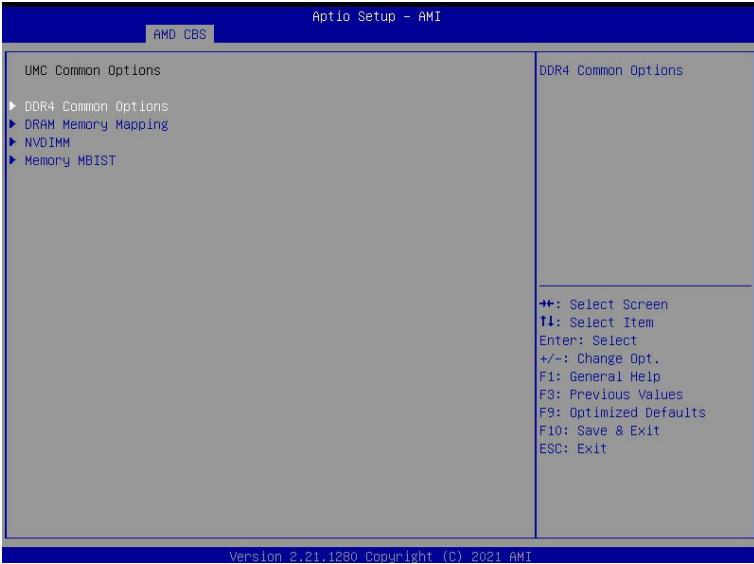 Aptio Setup – AMI
AMD CBS
UMC Common Options
DDR4 Common Options
DRAM Memory Mapping
NVDIMM
Memory MBIST
DDR4 Common Options
→←: Select Screen
↑↓: Select Item
Enter: Select
+/-: Change Opt.
F1: General Help
F3: Previous Values
F9: Optimized Defaults
F10: Save & Exit
ESC: Exit
Version 2.21.1280 Copyright (C) 2021 AMI